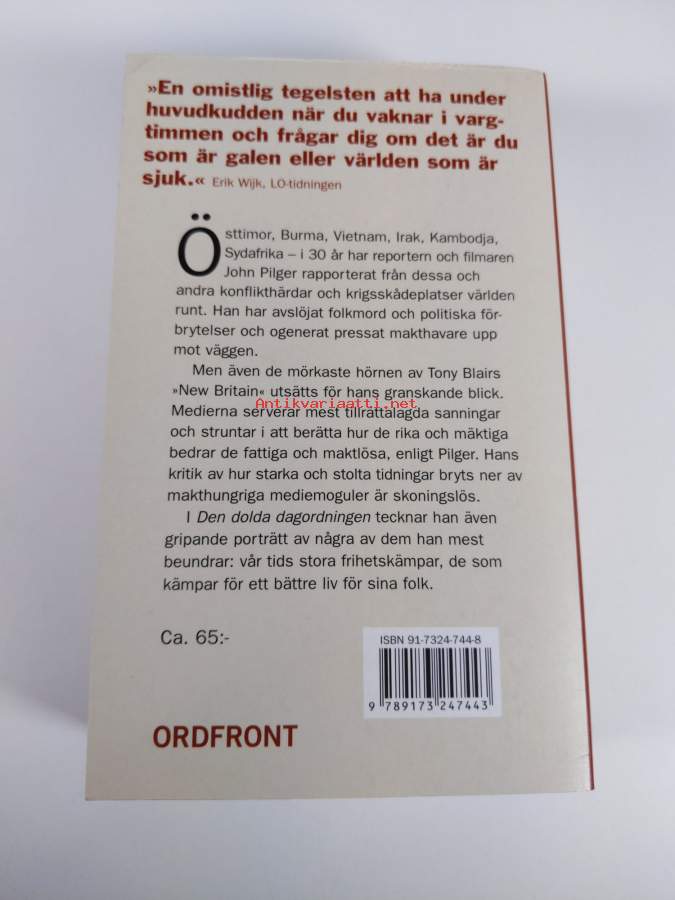 »En omistlig tegelsten att ha under
huvudkudden när du vaknar i varg-
timmen och frågar dig om det är du
som är galen eller världen som är
sjuk.« Erik Wijk, LO-tidningen
Östtimor, Burma, Vietnam, Irak, Kambodja,
Sydafrika – i 30 år har reportern och filmaren
John Pilger rapporterat från dessa och
andra konflikthärdar och krigsskådeplatser världen
runt. Han har avslöjat folkmord och politiska för-
brytelser och ogenerat pressat makthavare upp
mot väggen.
Men även de mörkaste hörnen av Tony Blairs
»New Britain« utsätts för hans granskande blick.
Antikvariaatti.net
Medierna serverar mest tillrättalagda sanningar
och struntar i att berätta hur de rika och mäktiga
bedrar de fattiga och maktlösa, enligt Pilger. Hans
kritik av hur starka och stolta tidningar bryts ner av
makthungriga mediemoguler är skoningslös.
I Den dolda dagordningen tecknar han även
gripande porträtt av några av dem han mest
beundrar: vår tids stora frihetskämpar, de som
kämpar för ett bättre liv för sina folk.
Ca. 65:-
ISBN 91-7324-744-8
9 789173 247443
ORDFRONT